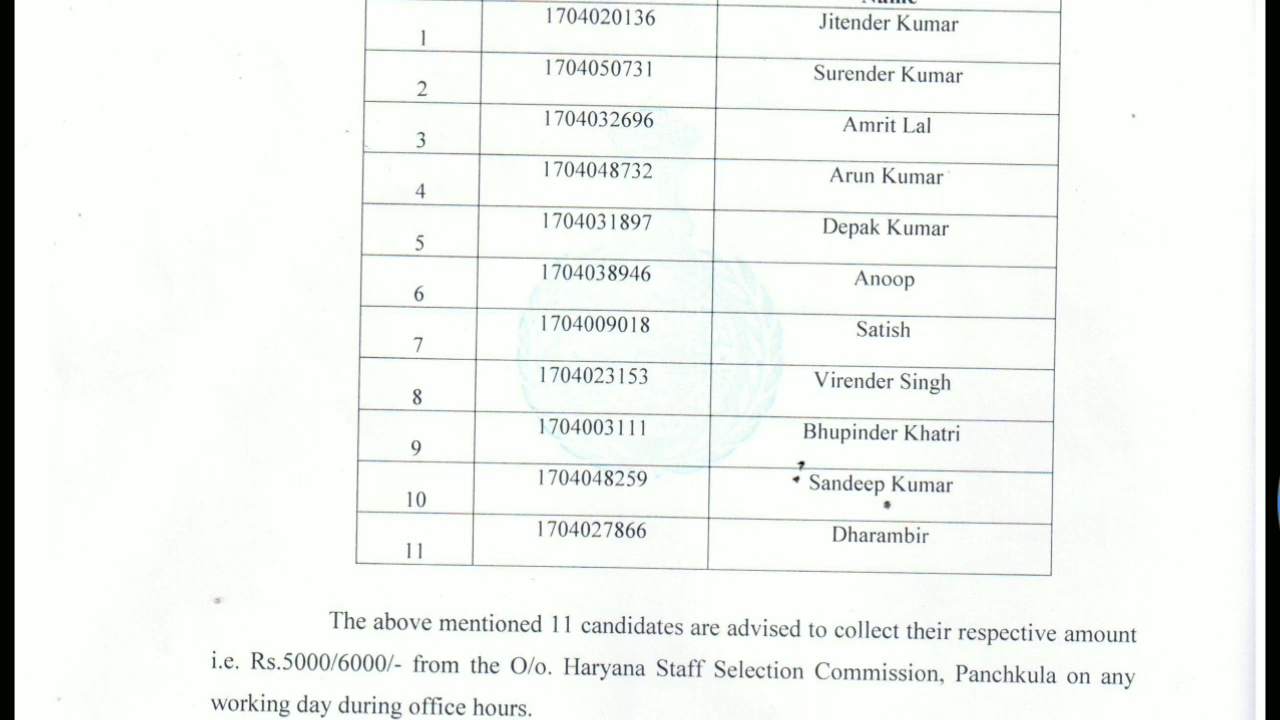 Name
1 1704020136 Jitender Kumar
2 1704050731 Surender Kumar
3 1704032696 Amrit Lal
4 1704048732 Arun Kumar
5 1704031897 Depak Kumar
6 1704038946 Anoop
7 1704009018 Satish
8 1704023153 Virender Singh
9 1704003111 Bhupinder Khatri
10 1704048259 Sandeep Kumar
11 1704027866 Dharambir
The above mentioned 11 candidates are advised to collect their respective amount
i.e. Rs.5000/6000/- from the O/o. Haryana Staff Selection Commission, Panchkula on any
working day during office hours.